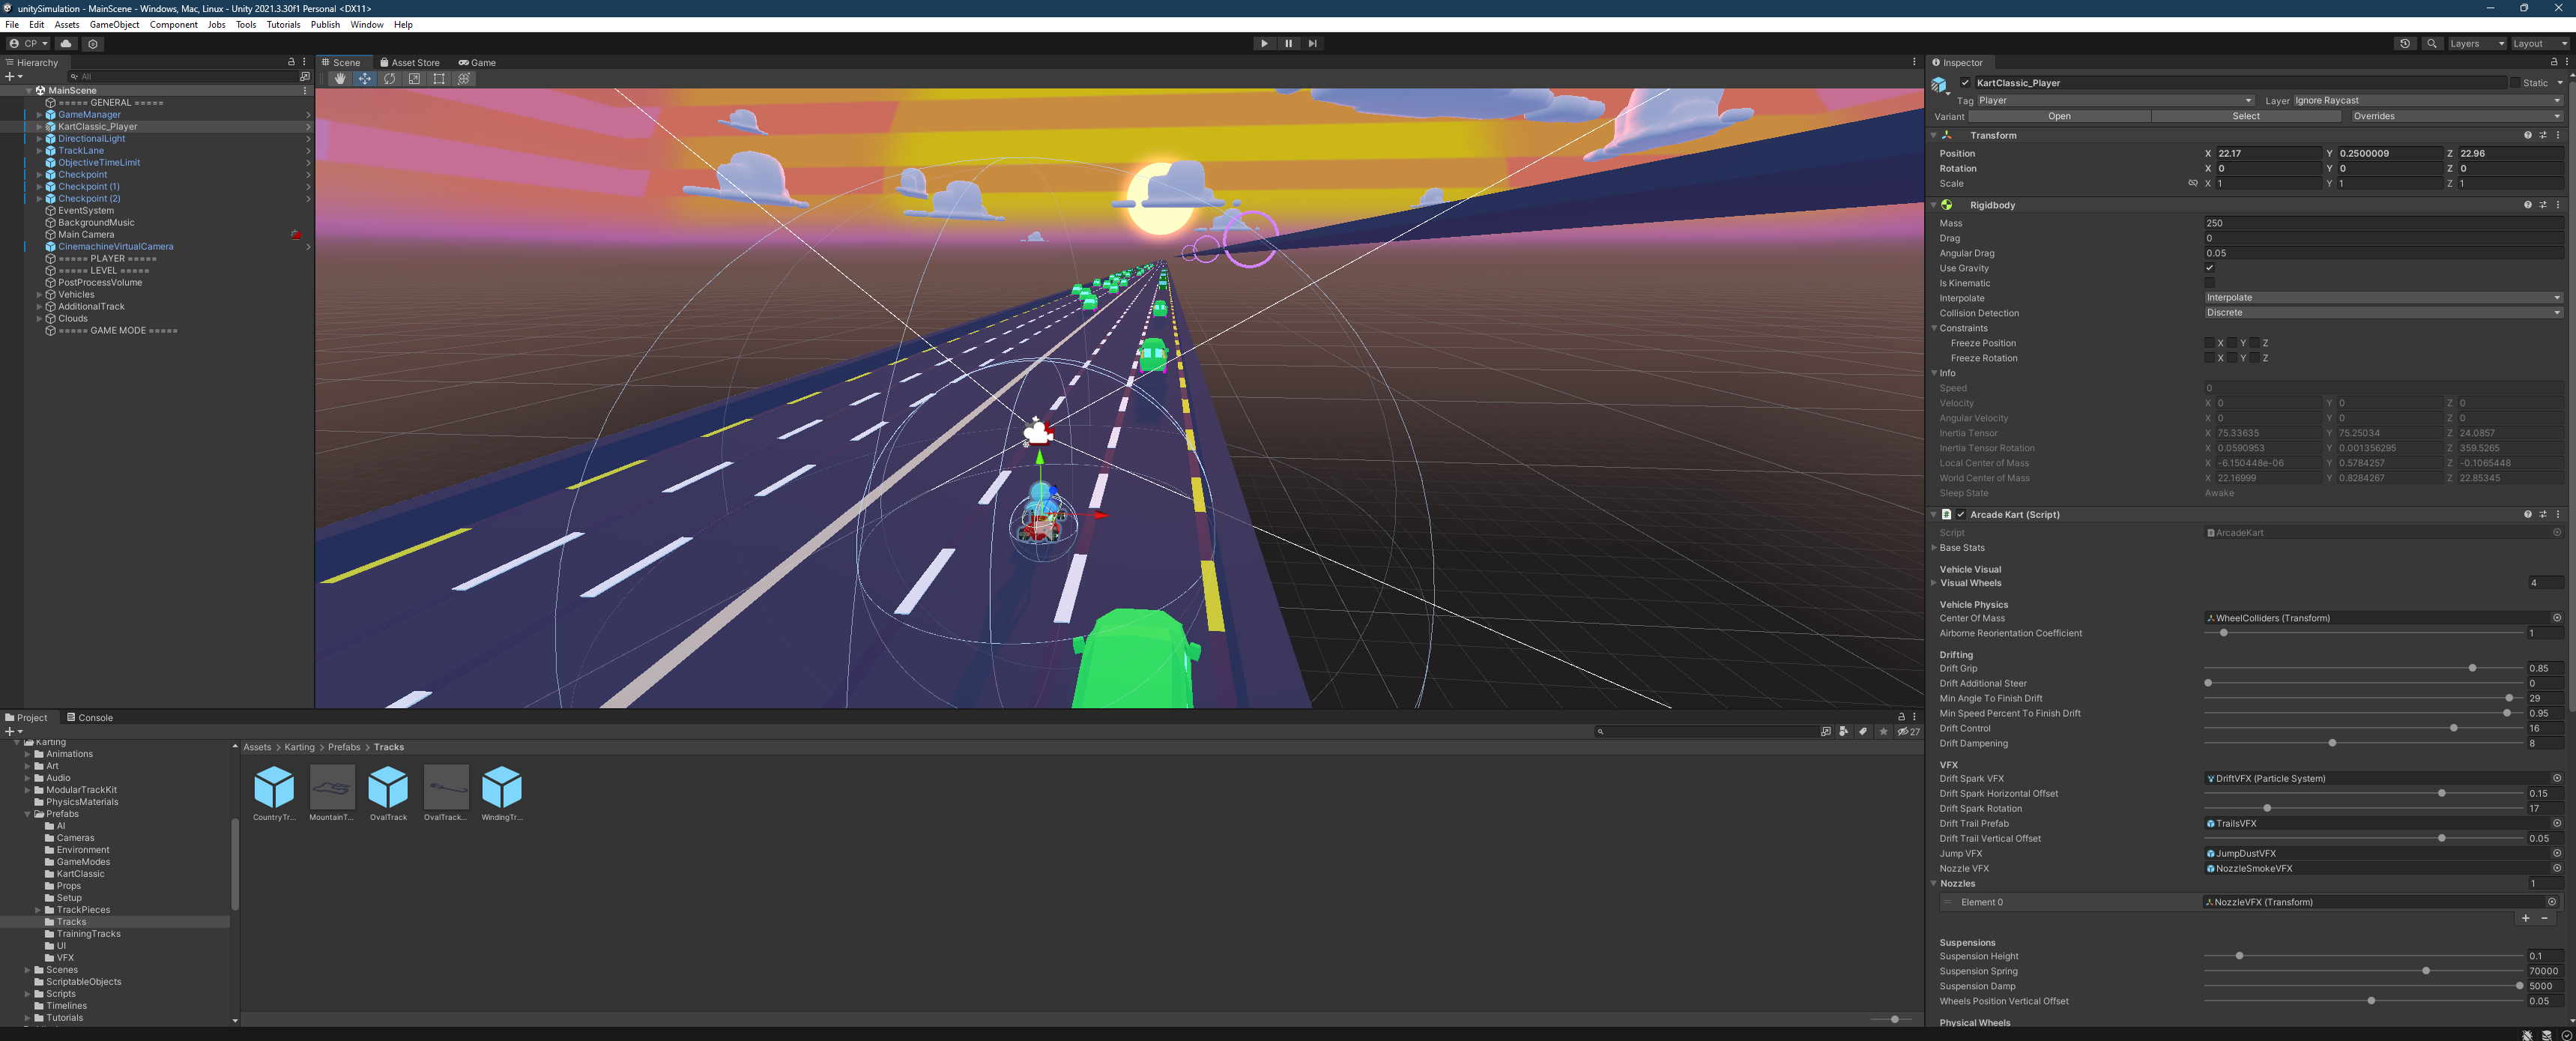 unitySimulation - MainScene - Windows, Mac, Linux - Unity 2021.3.30f1 Personal <DX11>
File Edit Assets GameObject Component Jobs Tools Tutorials Publish Window Help
CP
Layers Layout
Hierarchy
All
MainScene
===== GENERAL =====
GameManager
KartClassic_Player
DirectionalLight
TrackLane
ObjectiveTimeLimit
Checkpoint
Checkpoint (1)
Checkpoint (2)
EventSystem
BackgroundMusic
Main Camera
CinemachineVirtualCamera
===== PLAYER =====
===== LEVEL =====
PostProcessVolume
Vehicles
AdditionalTrack
Clouds
===== GAME MODE =====
Scene Asset Store Game
Project Console
27
Karting
Animations
Art
Audio
ModularTrackKit
PhysicsMaterials
Prefabs
AI
Cameras
Environment
GameModes
KartClassic
Props
Setup
TrackPieces
Tracks
TrainingTracks
UI
VFX
Scenes
ScriptableObjects
Scripts
Timelines
Tutorials
Assets > Karting > Prefabs > Tracks
CountryTr... MountainT... OvalTrack OvalTrack... WindingTr...
Inspector
KartClassic_Player Static
Tag Player Layer Ignore Raycast
Variant Open Select Overrides
Transform
Position X 22.17 Y 0.2500009 Z 22.96
Rotation X 0 Y 0 Z 0
Scale X 1 Y 1 Z 1
Rigidbody
Mass 250
Drag 0
Angular Drag 0.05
Use Gravity
Is Kinematic
Interpolate Interpolate
Collision Detection Discrete
Constraints
Freeze Position X Y Z
Freeze Rotation X Y Z
Info
Speed 0
Velocity X 0 Y 0 Z 0
Angular Velocity X 0 Y 0 Z 0
Inertia Tensor X 75.33635 Y 75.25034 Z 24.0857
Inertia Tensor Rotation X 0.0590953 Y 0.001356295 Z 359.5265
Local Center of Mass X -6.150448e-06 Y 0.5784257 Z -0.1065448
World Center of Mass X 22.16999 Y 0.8284267 Z 22.85345
Sleep State Awake
Arcade Kart (Script)
Script ArcadeKart
Base Stats
Vehicle Visual
Visual Wheels 4
Vehicle Physics
Center Of Mass WheelColliders (Transform)
Airborne Reorientation Coefficient 1
Drifting
Drift Grip 0.85
Drift Additional Steer 0
Min Angle To Finish Drift 29
Min Speed Percent To Finish Drift 0.95
Drift Control 16
Drift Dampening 8
VFX
Drift Spark VFX DriftVFX (Particle System)
Drift Spark Horizontal Offset 0.15
Drift Spark Rotation 17
Drift Trail Prefab TrailsVFX
Drift Trail Vertical Offset 0.05
Jump VFX JumpDustVFX
Nozzle VFX NozzleSmokeVFX
Nozzles 1
Element 0 NozzleVFX (Transform)
Suspensions
Suspension Height 0.1
Suspension Spring 70000
Suspension Damp 5000
Wheels Position Vertical Offset 0.05
Physical Wheels